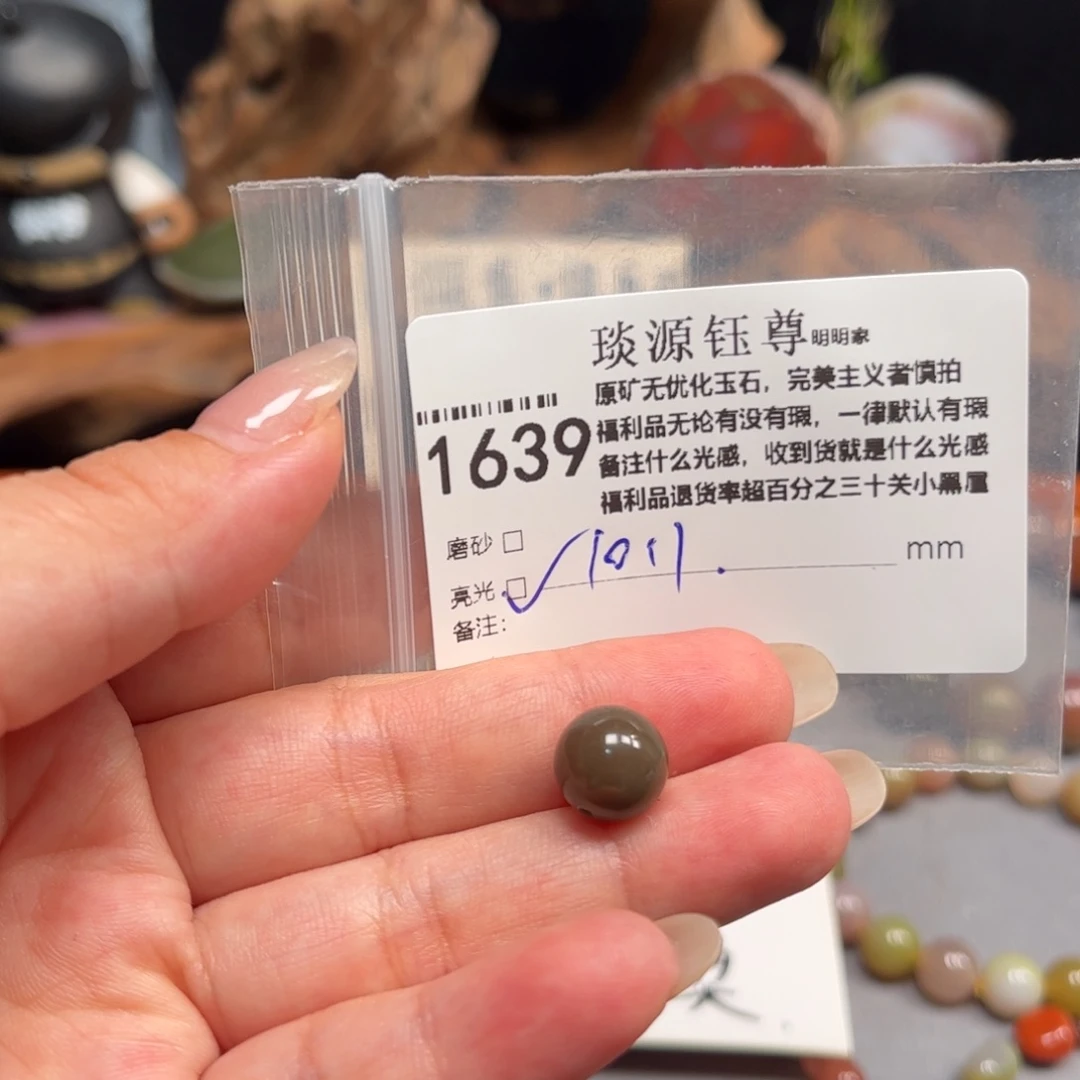 琰源钰尊明明家
原矿无优化玉石，完美主义者慎拍
1639
福利品无论有没有瑕，一律默认有瑕
备注什么光感，收到货就是什么光感
福利品退货率超百分之三十关小黑屋
磨砂□
亮光□ 10 11. mm
备注：